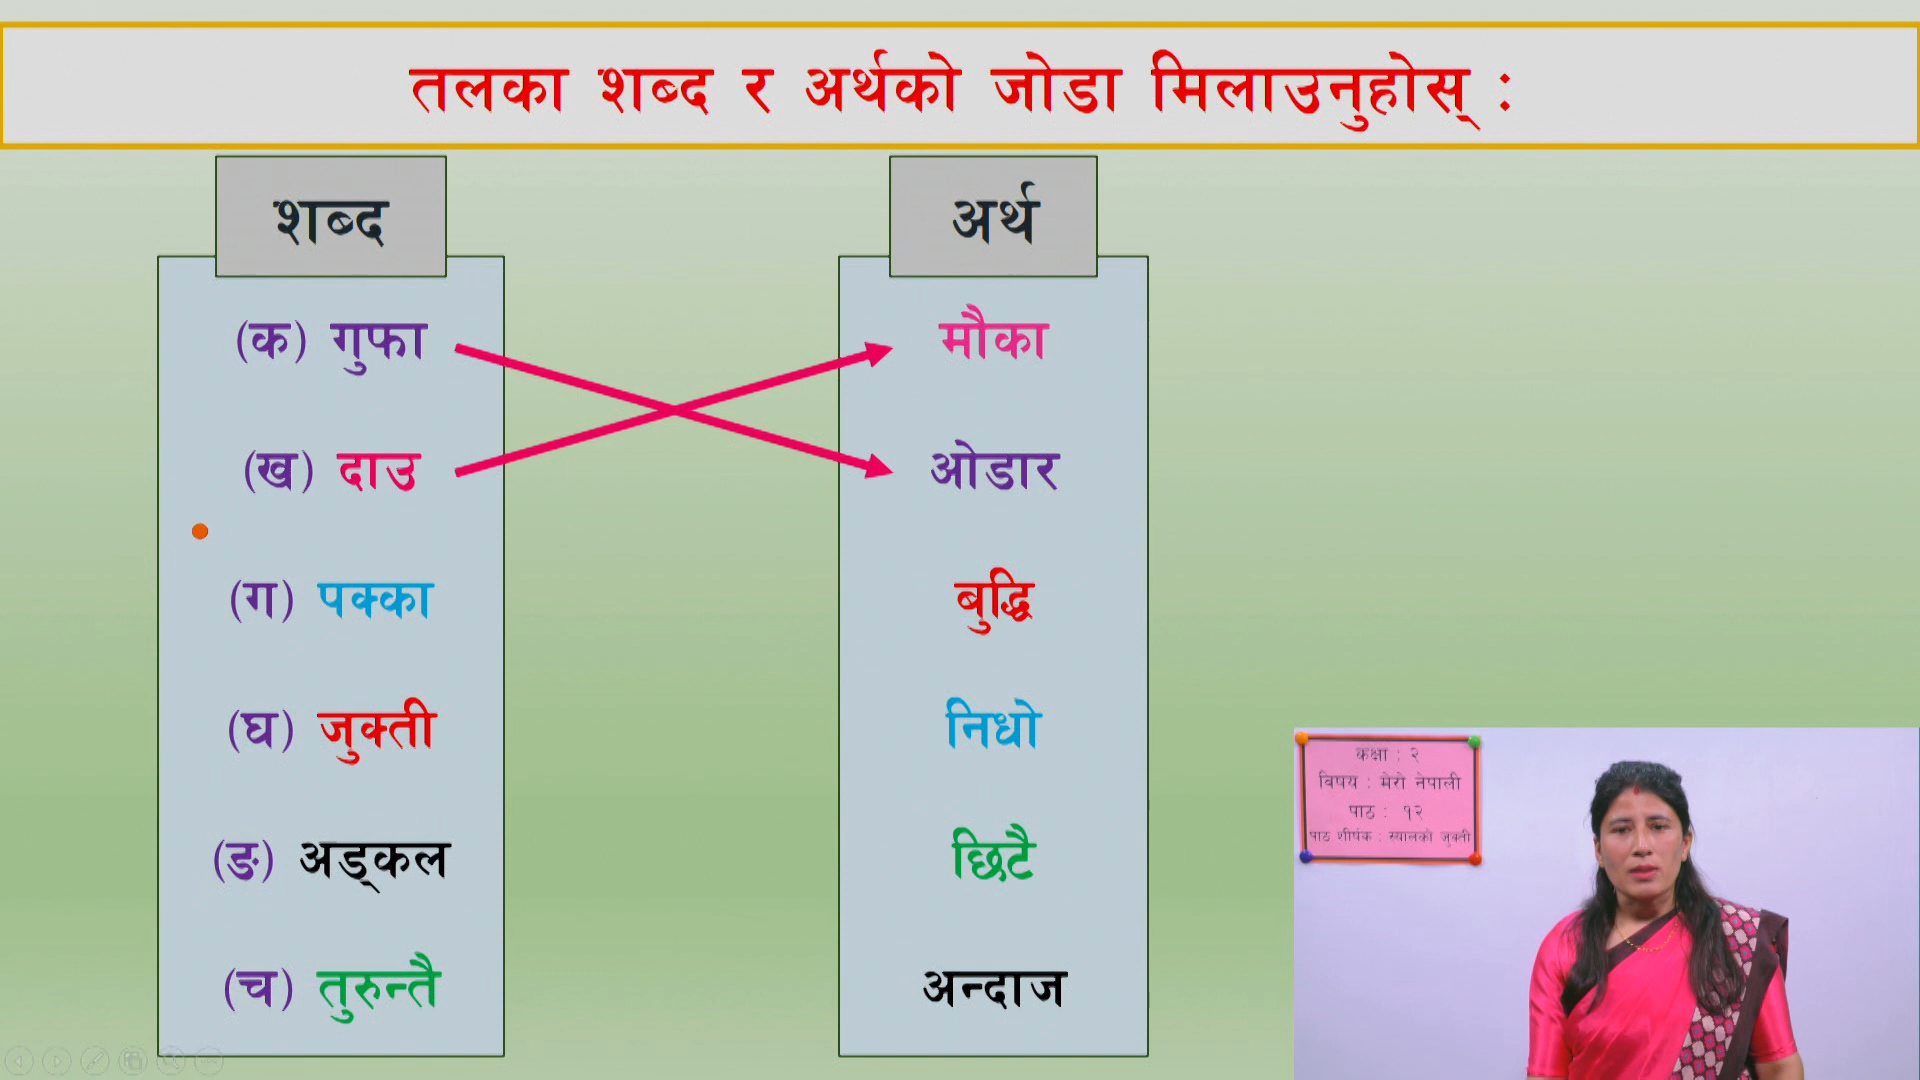 तलका शब्द र अर्थको जोडा मिलाउनुहोस् :
शब्द
(क) गुफा
(ख) दाउ
(ग) पक्का
(घ) जुक्ती
(ङ) अड्कल
(च) तुरुन्तै
अर्थ
मौका
ओडार
बुद्धि
निधो
छिटै
अन्दाज
कक्षा : २
विषय : मेरो नेपाली
पाठ : १२
पाठ शीर्षक : स्यालको जुक्ती